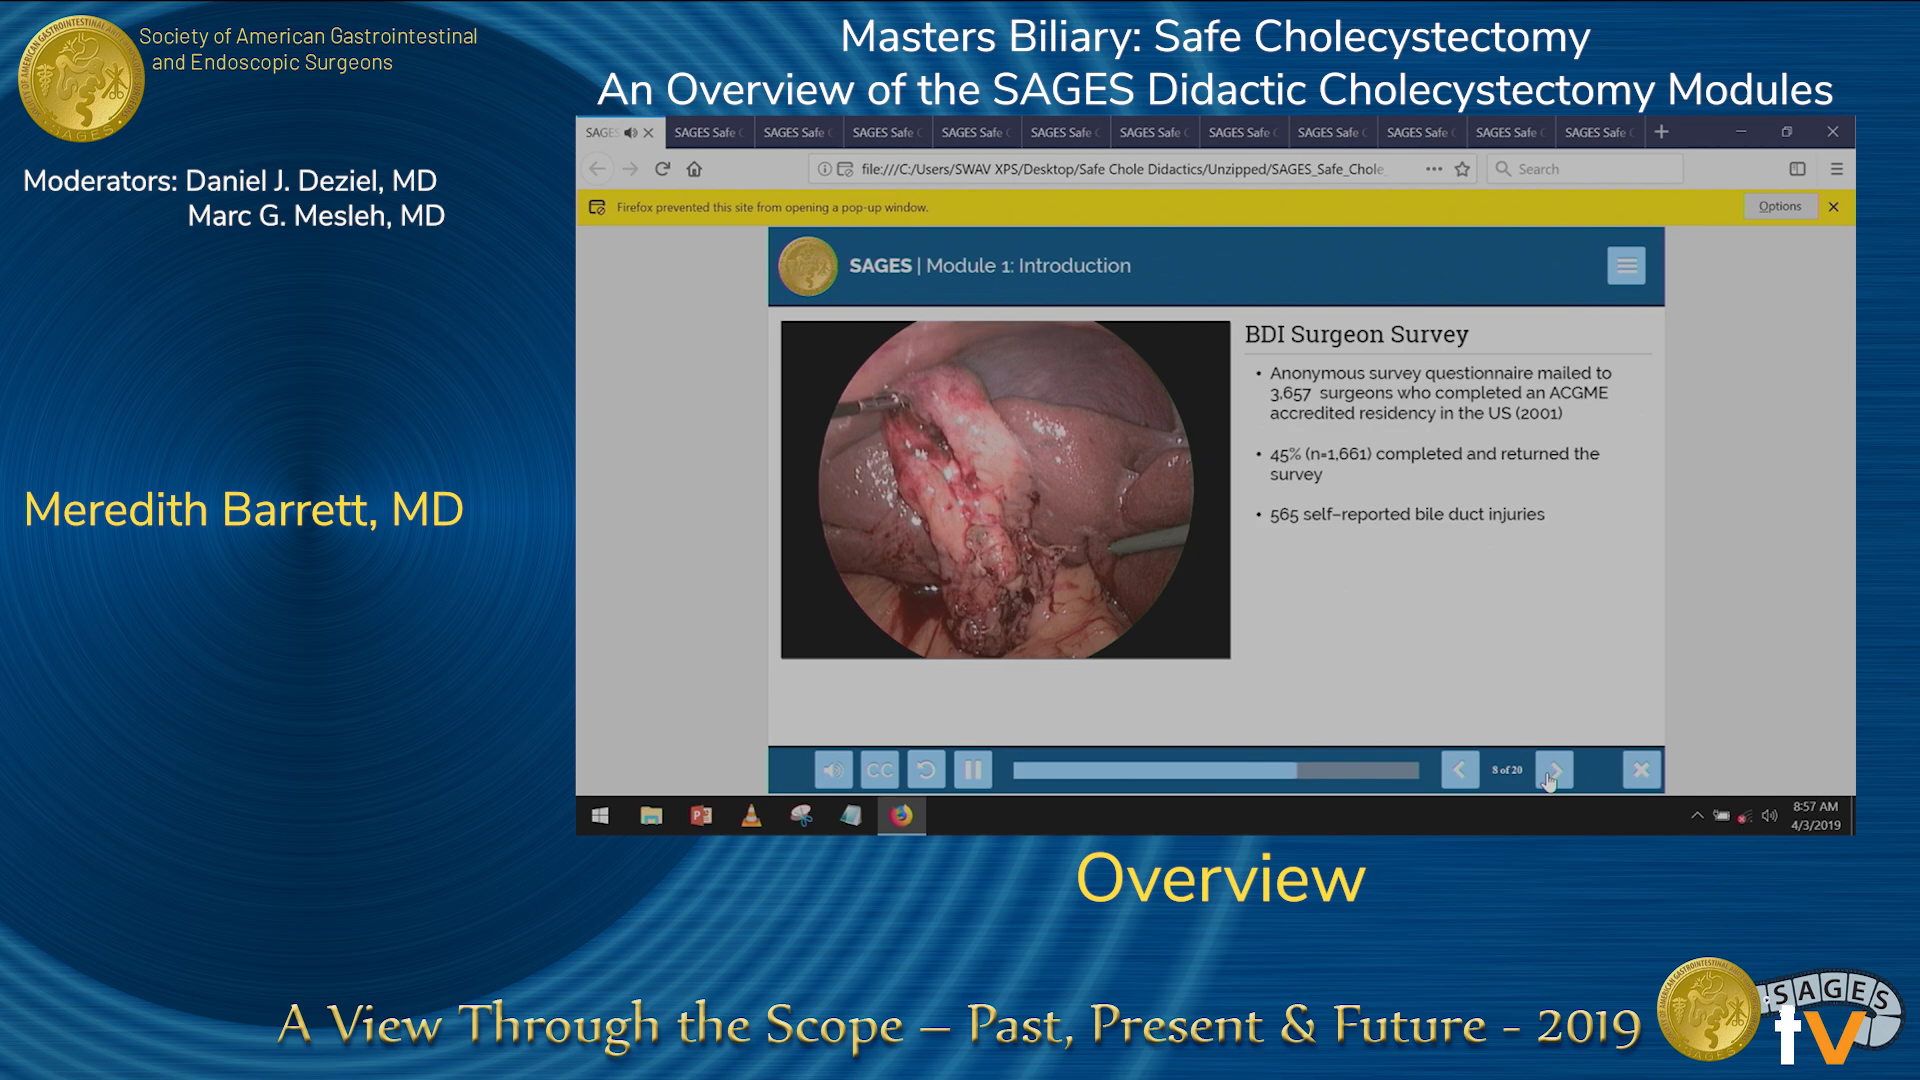 Society of American Gastrointestinal
and Endoscopic Surgeons
Masters Biliary: Safe Cholecystectomy
An Overview of the SAGES Didactic Cholecystectomy Modules
Moderators: Daniel J. Deziel, MD
Marc G. Mesleh, MD
Meredith Barrett, MD
SAGES
SAGES Safe
SAGES Safe
SAGES Safe
SAGES Safe
SAGES Safe
SAGES Safe
SAGES Safe
SAGES Safe
SAGES Safe
SAGES Safe
SAGES Safe
file:///C:/Users/SWAV XPS/Desktop/Safe Chole Didactics/Unzipped/SAGES_Safe_Chole_
Search
Firefox prevented this site from opening a pop-up window.
Options
SAGES | Module 1: Introduction
BDI Surgeon Survey
• Anonymous survey questionnaire mailed to
3,657 surgeons who completed an ACGME
accredited residency in the US (2001)
• 45% (n=1,661) completed and returned the
survey
• 565 self-reported bile duct injuries
CC
8 of 20
8:57 AM
4/3/2019
Overview
A View Through the Scope – Past, Present & Future - 2019
SAGES
tv